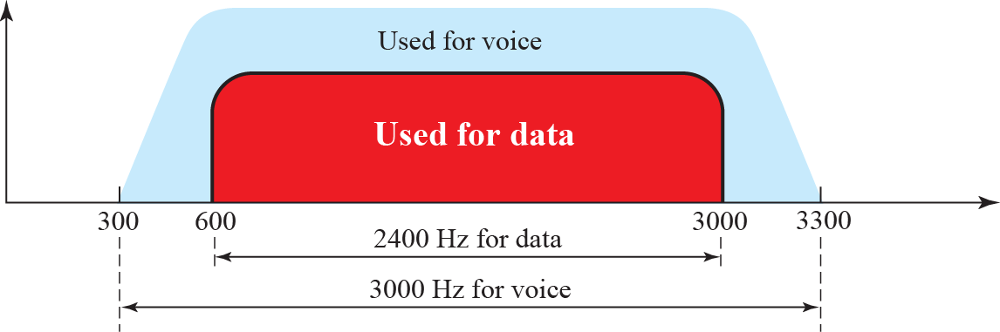 Used for voice
Used for data
300 600 3000 3300
2400 Hz for data
3000 Hz for voice